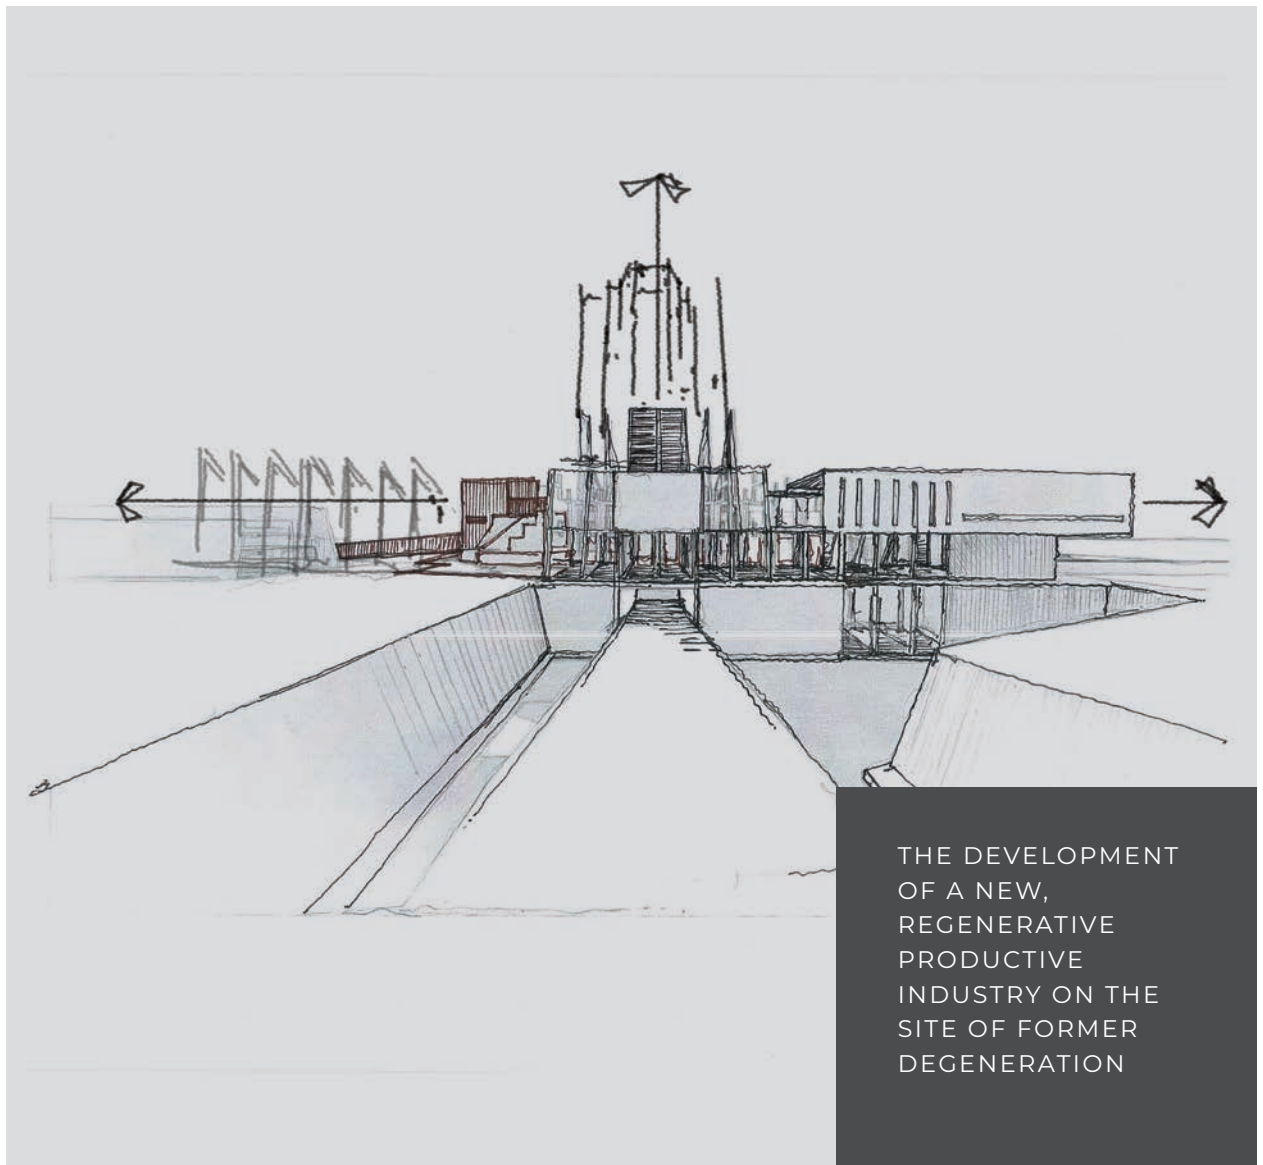 THE DEVELOPMENT
OF A NEW,
REGENERATIVE
PRODUCTIVE
INDUSTRY ON THE
SITE OF FORMER
DEGENERATION